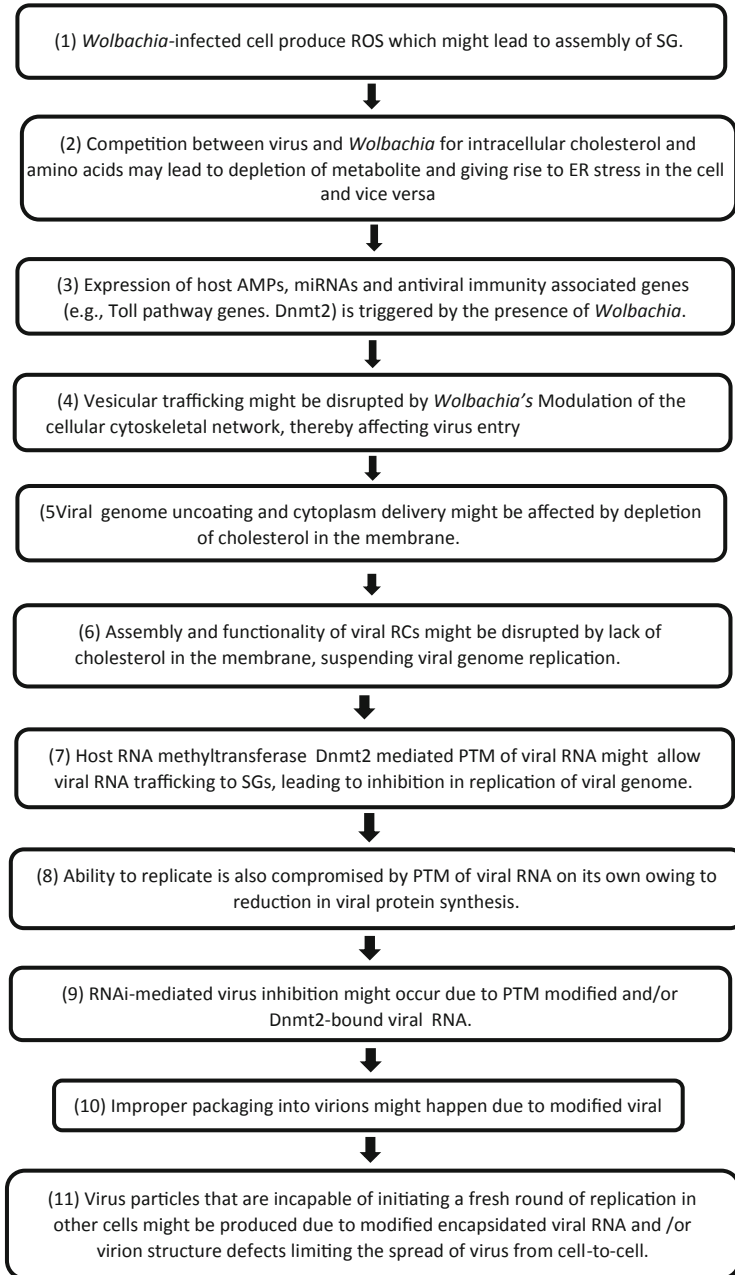 (1) Wolbachia-infected cell produce ROS which might lead to assembly of SG.
(2) Competition between virus and Wolbachia for intracellular cholesterol and
amino acids may lead to depletion of metabolite and giving rise to ER stress in the cell
and vice versa
(3) Expression of host AMPs, miRNAs and antiviral immunity associated genes
(e.g., Toll pathway genes. Dnmt2) is triggered by the presence of Wolbachia.
(4) Vesicular trafficking might be disrupted by Wolbachia's Modulation of the
cellular cytoskeletal network, thereby affecting virus entry
(5Viral genome uncoating and cytoplasm delivery might be affected by depletion
of cholesterol in the membrane.
(6) Assembly and functionality of viral RCs might be disrupted by lack of
cholesterol in the membrane, suspending viral genome replication.
(7) Host RNA methyltransferase Dnmt2 mediated PTM of viral RNA might allow
viral RNA trafficking to SGs, leading to inhibition in replication of viral genome.
(8) Ability to replicate is also compromised by PTM of viral RNA on its own owing to
reduction in viral protein synthesis.
(9) RNAi-mediated virus inhibition might occur due to PTM modified and/or
Dnmt2-bound viral RNA.
(10) Improper packaging into virions might happen due to modified viral
(11) Virus particles that are incapable of initiating a fresh round of replication in
other cells might be produced due to modified encapsidated viral RNA and /or
virion structure defects limiting the spread of virus from cell-to-cell.